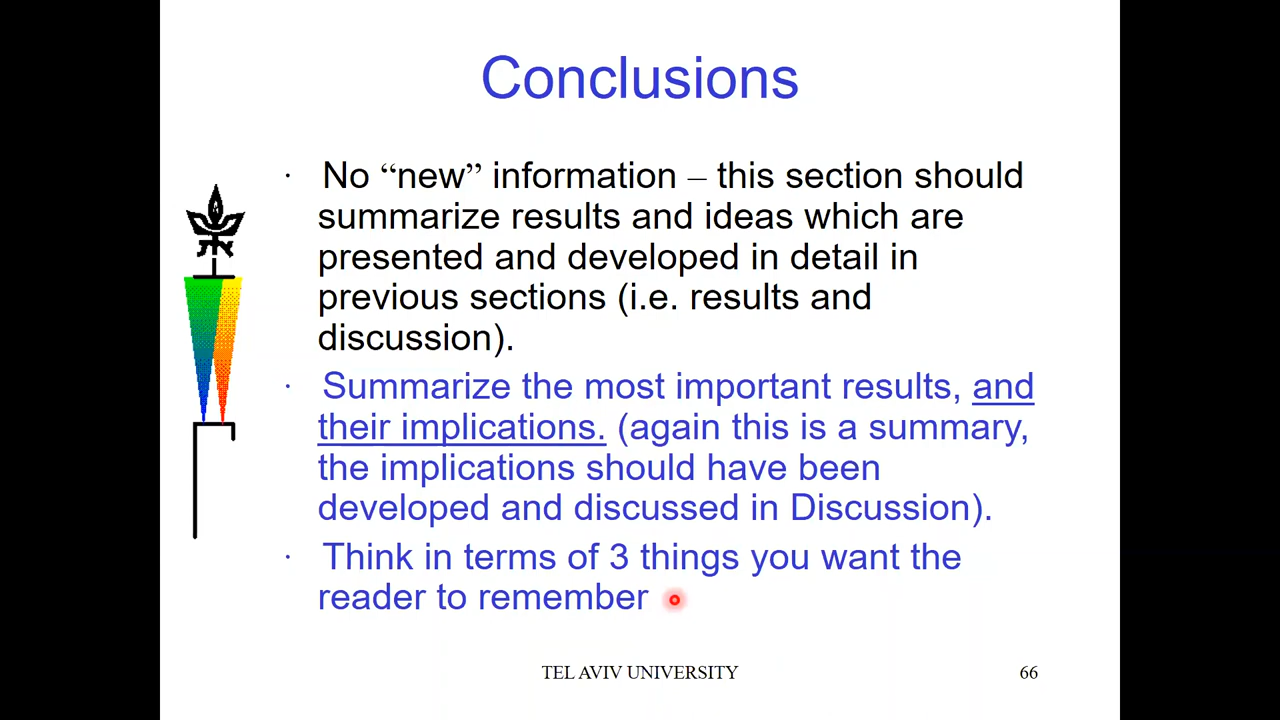 Conclusions
· No “new” information – this section should
summarize results and ideas which are
presented and developed in detail in
previous sections (i.e. results and
discussion).
· Summarize the most important results, and
their implications. (again this is a summary,
the implications should have been
developed and discussed in Discussion).
· Think in terms of 3 things you want the
reader to remember
TEL AVIV UNIVERSITY
66